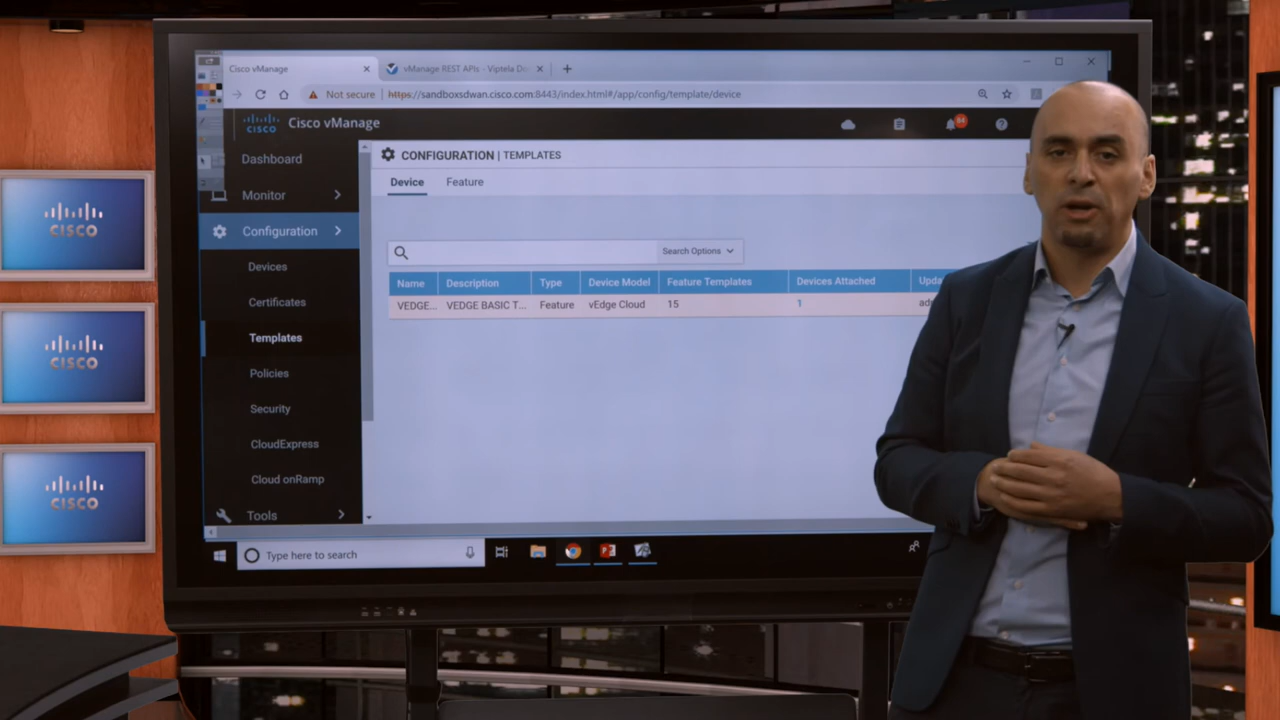 Cisco vManage
vManage REST APIs - Viptela Do
Not secure | https://sandboxsdwan.cisco.com:8443/index.html#/app/config/template/device
CISCO Cisco vManage
64
Dashboard
Monitor
Configuration
Devices
Certificates
Templates
Policies
Security
CloudExpress
Cloud onRamp
Tools
CONFIGURATION | TEMPLATES
Device Feature
Search Options
Name Description Type Device Model Feature Templates Devices Attached
VEDGE... VEDGE BASIC T... Feature vEdge Cloud 15 1
Type here to search
CISCO
CISCO
CISCO